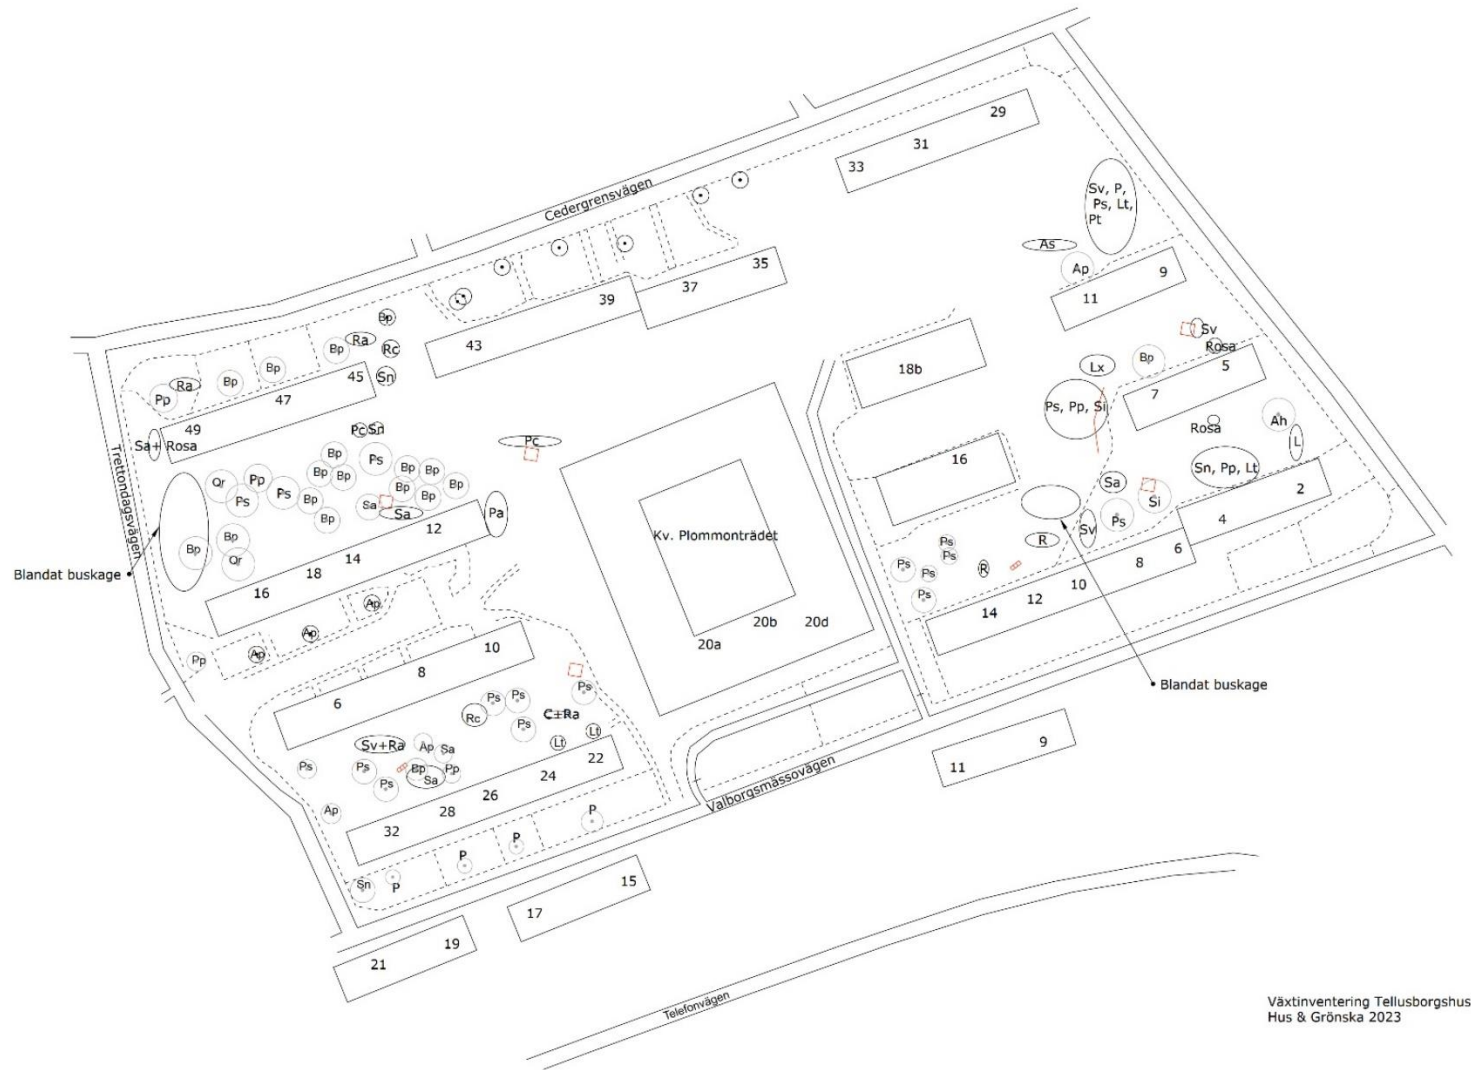 29
31
33
Cedergrensvägen
Sv, P,
Ps, Lt,
Pt
As
Ap
9
11
35
37
39
43
Bp
Ra
Rc
Bp
Sn
45
Bp
Bp
Ra
Pp
47
49
Sv
Rosa
Bp
Lx
5
7
18b
Ps, Pp, Si
Rosa
Ah
L
Pc
Sn
Pc
Sa+ Rosa
Trettondagsvägen
Bp
Ps
Bp
Bp
Bp
Bp
Bp
Bp
Bp
Bp
Bp
Qr
Pp
Ps
Ps
Sa
Sa
Pa
Bp
Bp
Qr
16
Sn, Pp, Lt
Sa
Si
Ps
Sv
2
4
6
8
10
12
14
R
R
Ps
Ps
Ps
Ps
Ps
12
14
18
16
Kv. Plommonträdet
20a
20b
20d
Blandat buskage
Ap
Ap
Ap
Pp
10
8
6
Blandat buskage
Ps
Ps
Ps
Ps
Rc
C+Ra
Lt
Lt
Sv+Ra
Ap
Sa
Bp
Sa
Pp
Ps
Ps
Ps
Ap
22
24
26
28
32
Valborgsmässovägen
9
11
P
P
P
P
Sn
15
17
19
21
Telefonvägen
Växtinventering Tellusborgshus
Hus & Grönska 2023